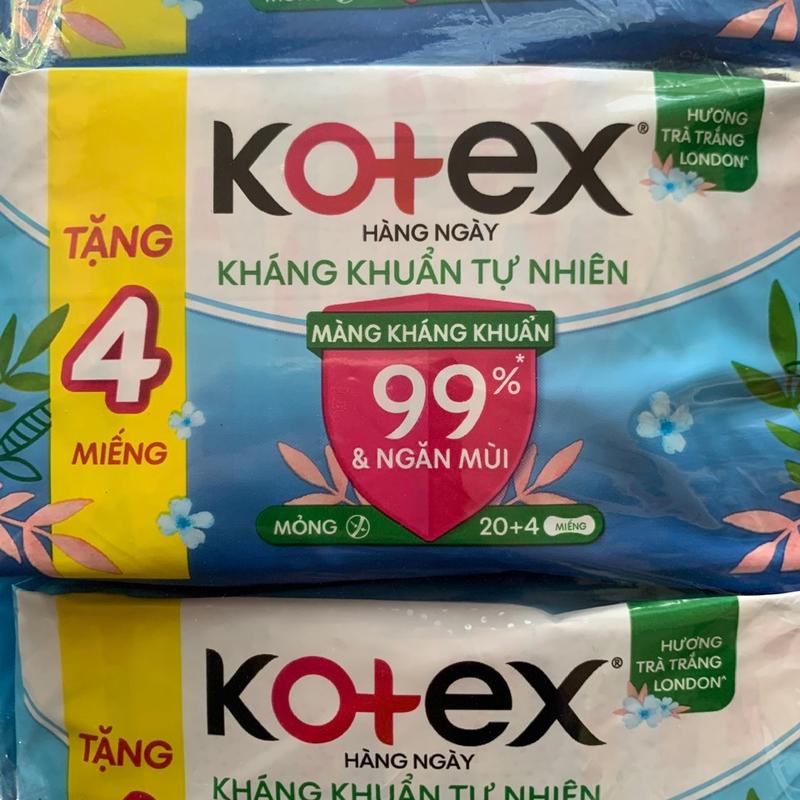 MỎNG
Kotex®
HÀNG NGÀY
KHÁNG KHUẨN TỰ NHIÊN
HƯƠNG
TRÀ TRẮNG
LONDON^
TẶNG
4
MIẾNG
MÀNG KHÁNG KHUẨN
99%*
& NGĂN MÙI
MỎNG
20+4 MIẾNG
Kotex®
HÀNG NGÀY
KHÁNG KHUẨN TỰ NHIÊN
HƯƠNG
TRÀ TRẮNG
LONDON^
TẶNG